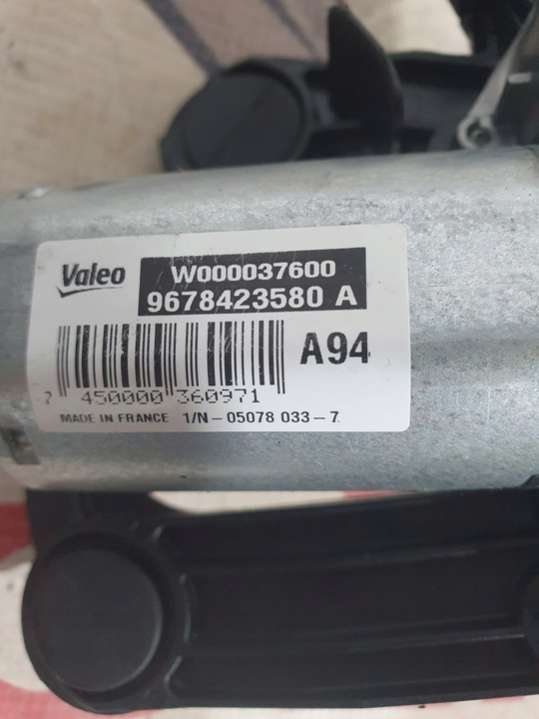 Valeo
W000037600
9678423580 A
A94
7 450000 360971
MADE IN FRANCE 1/N - 05078 033 - 7